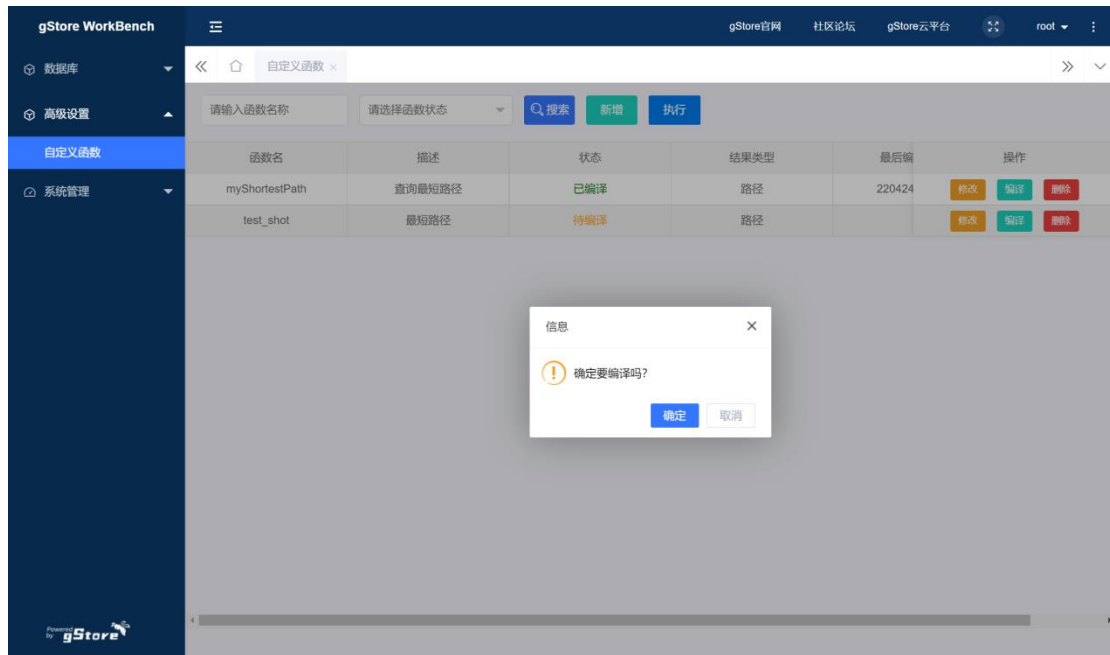 gStore WorkBench
gStore官网 社区论坛 gStore云平台 root
数据库
自定义函数
高级设置
请输入函数名称 请选择函数状态 搜索 新增 执行
自定义函数
函数名 描述 状态 结果类型 最后编 操作
系统管理
myShortestPath 查询最短路径 已编译 路径 220424 修改 编译 删除
test_shot 最短路径 待编译 路径 修改 编译 删除
信息
确定要编译吗?
确定 取消
Powered by gStore